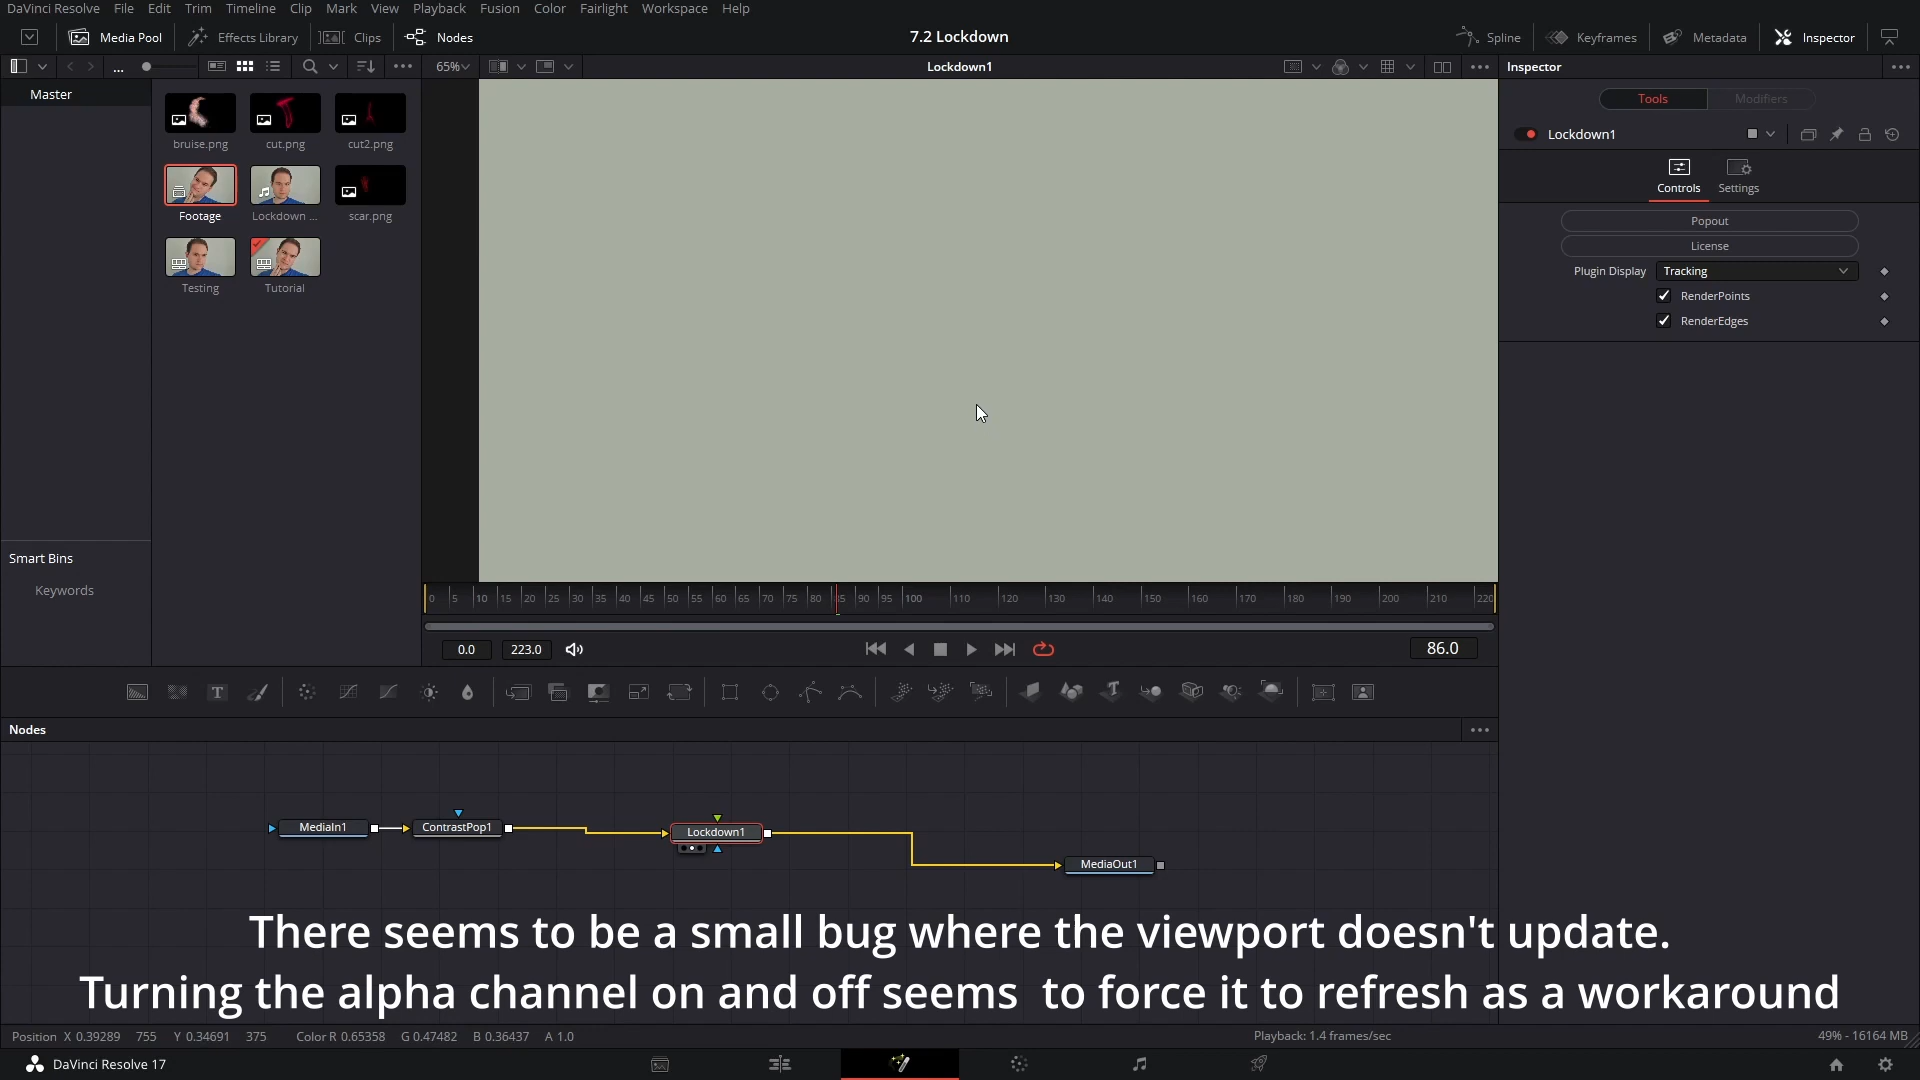 DaVinci Resolve File Edit Trim Timeline Clip Mark View Playback Fusion Color Fairlight Workspace Help
Media Pool Effects Library Clips Nodes 7.2 Lockdown Spline Keyframes Metadata Inspector
... 65% Lockdown1 Inspector
Master
bruise.png cut.png cut2.png
Footage Lockdown ... scar.png
Testing Tutorial
Smart Bins
Keywords
Tools Modifiers
Lockdown1
Controls Settings
Popout
License
Plugin Display Tracking
RenderPoints
RenderEdges
0 5 10 15 20 25 30 35 40 45 50 55 60 65 70 75 80 85 90 95 100 110 120 130 140 150 160 170 180 190 200 210 220
0.0 223.0 86.0
Nodes
MediaIn1 ContrastPop1 Lockdown1
MediaOut1
There seems to be a small bug where the viewport doesn't update.
Turning the alpha channel on and off seems to force it to refresh as a workaround
Position X 0.39289 755 Y 0.34691 375 Color R 0.65358 G 0.47482 B 0.36437 A 1.0 Playback: 1.4 frames/sec 49% - 16164 MB
DaVinci Resolve 17